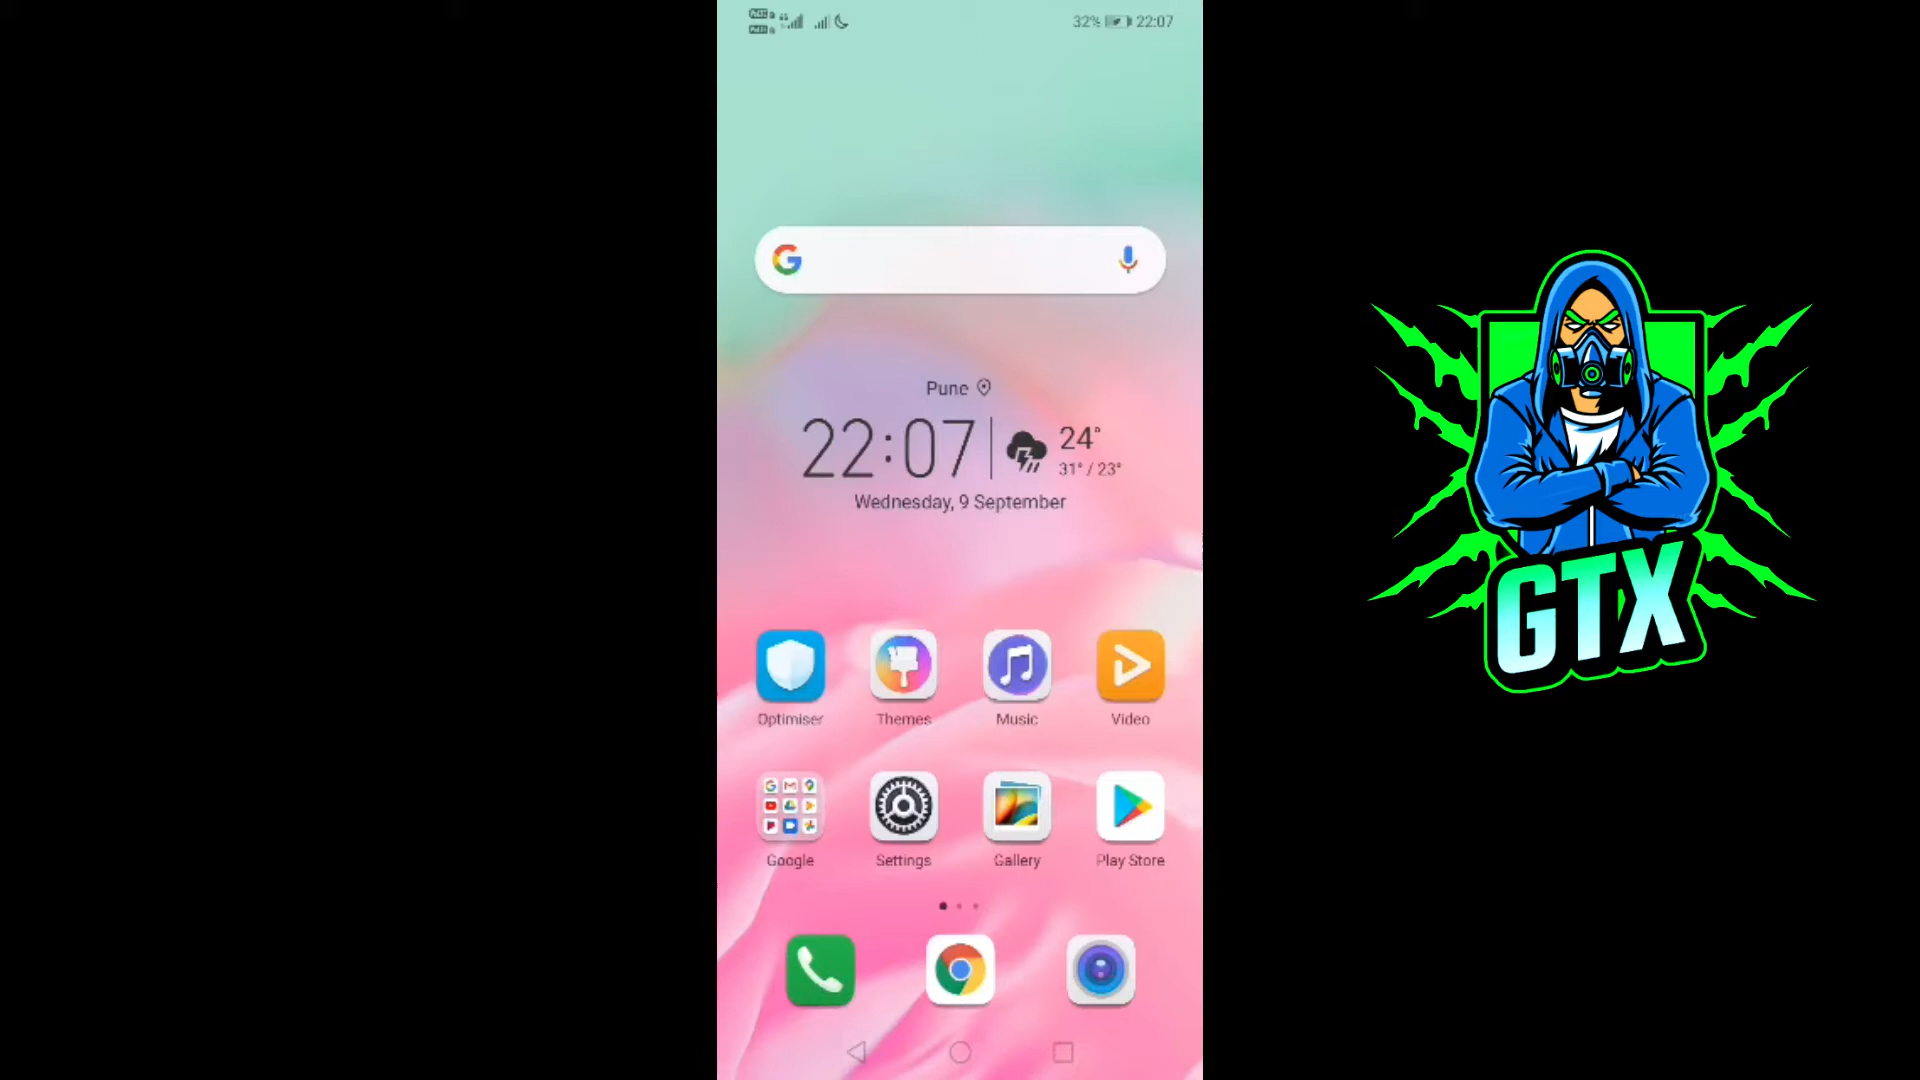 32% 22:07
Pune
22:07
24°
31° / 23°
Wednesday, 9 September
Optimiser Themes Music Video
Google Settings Gallery Play Store
GTX